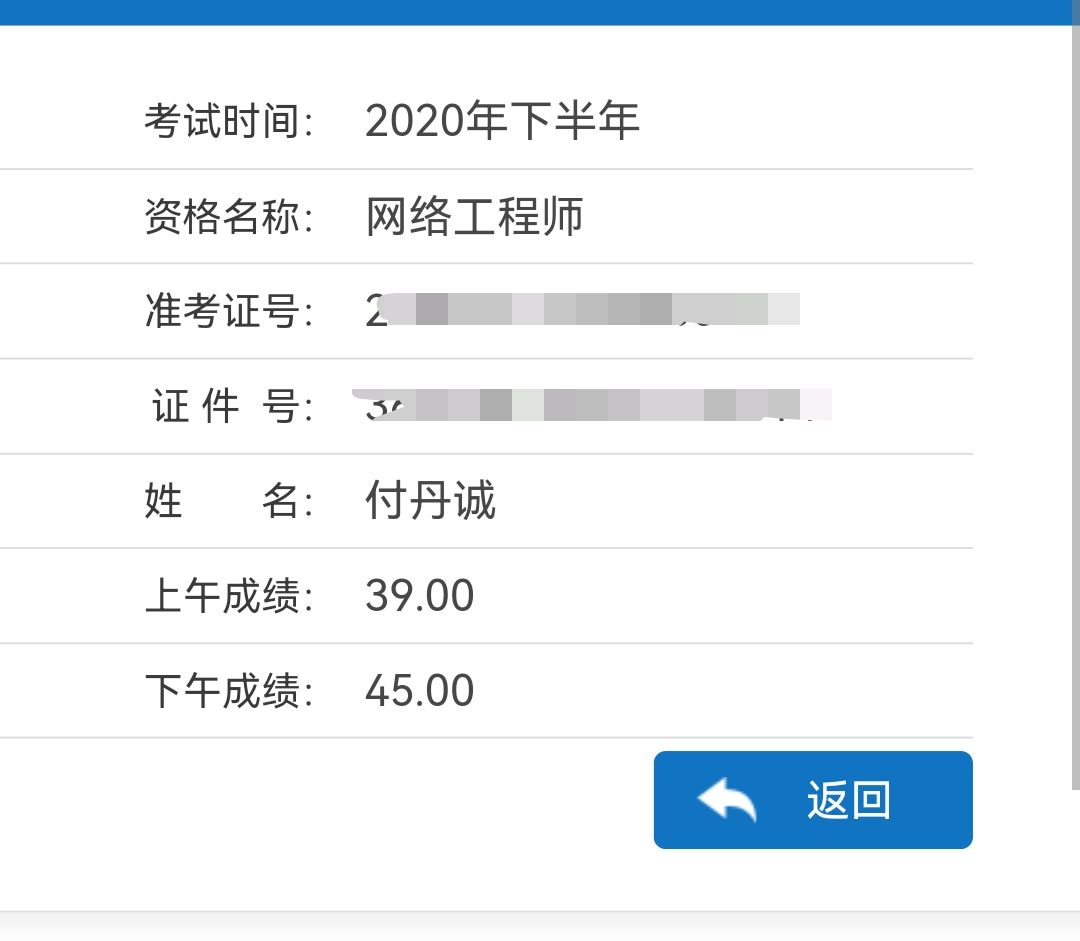 考试时间： 2020年下半年
资格名称： 网络工程师
准考证号： 2
证 件 号： 3
姓 名： 付丹诚
上午成绩： 39.00
下午成绩： 45.00
返回